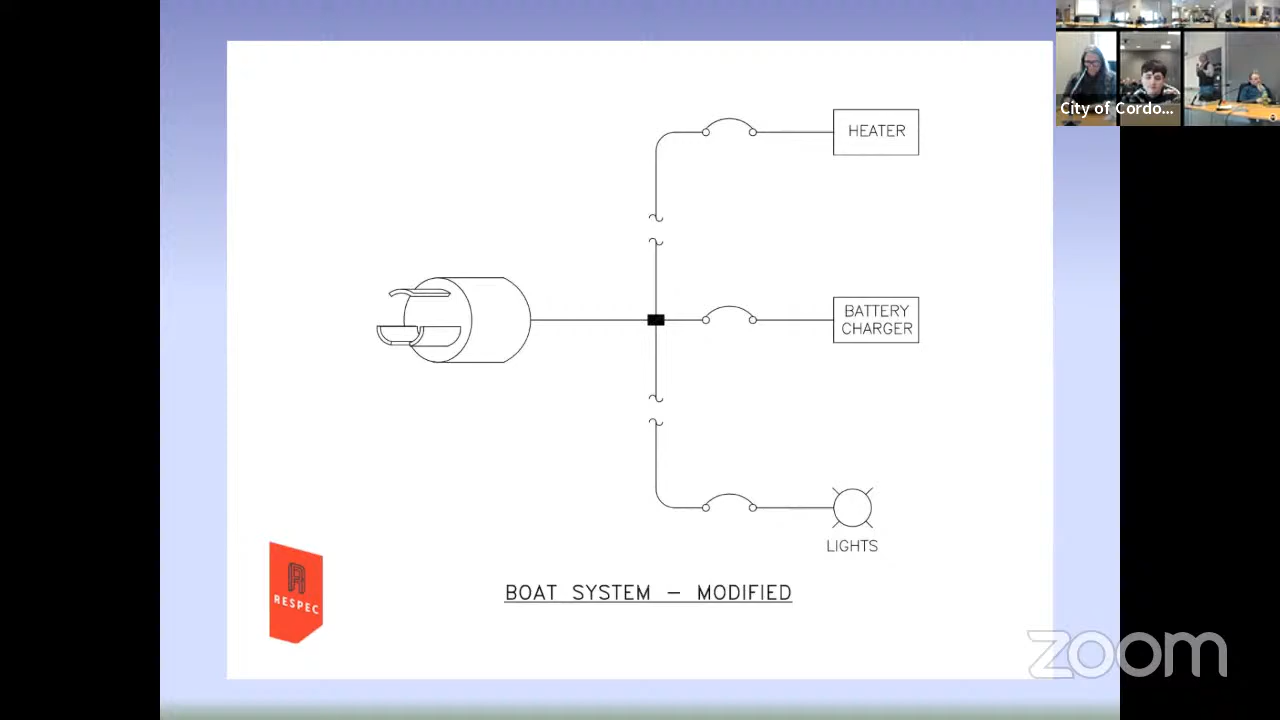 City of Cordo...
HEATER
BATTERY
CHARGER
LIGHTS
BOAT SYSTEM - MODIFIED
RESPEC
zoom